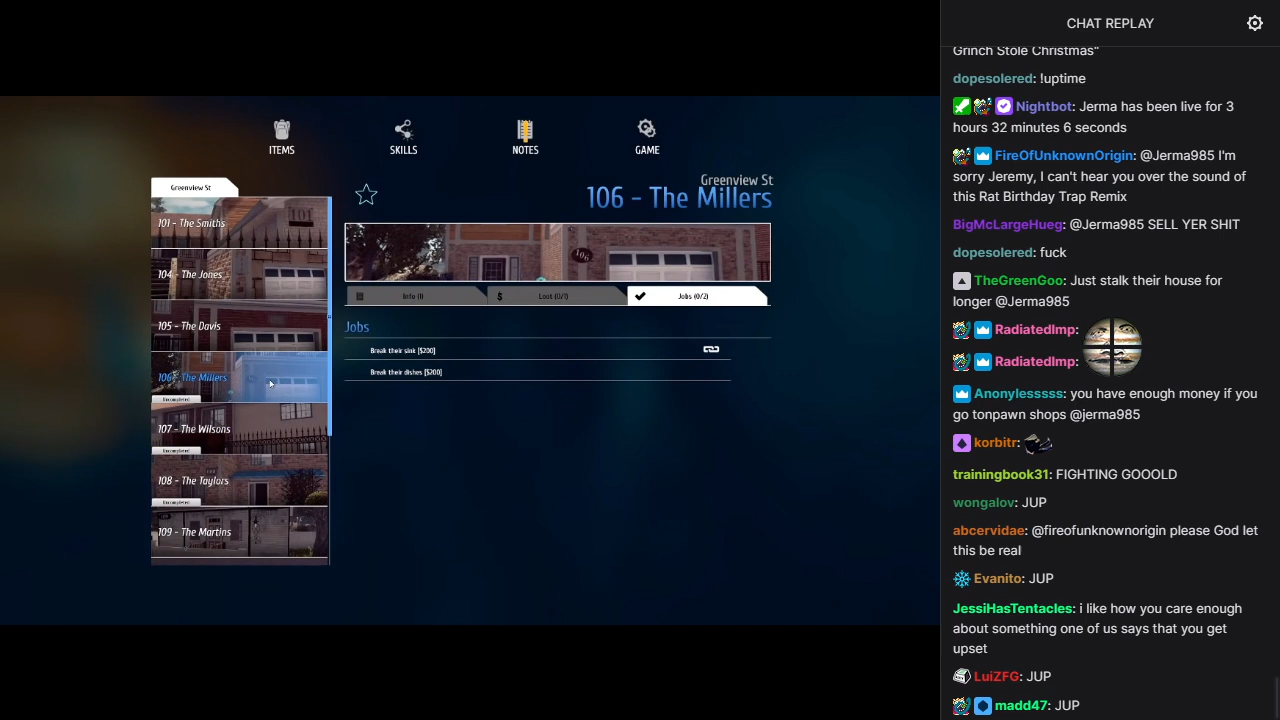 ITEMS
SKILLS
NOTES
GAME
Greenview St
101 - The Smiths
101
104 - The Jones
105 - The Davis
106 - The Millers
Uncompleted
107 - The Wilsons
Uncompleted
108 - The Taylors
Uncompleted
109 - The Martins
Greenview St
106 - The Millers
106
Info (1)
$
Loot (0/1)
Jobs (0/2)
Jobs
Break their sink [$200]
Break their dishes [$200]
CHAT REPLAY
Grinch Stole Christmas"
dopesolered: !uptime
Nightbot: Jerma has been live for 3
hours 32 minutes 6 seconds
FireOfUnknownOrigin: @Jerma985 I'm
sorry Jeremy, I can't hear you over the sound of
this Rat Birthday Trap Remix
BigMcLargeHueg: @Jerma985 SELL YER SHIT
dopesolered: fuck
TheGreenGoo: Just stalk their house for
longer @Jerma985
RadiatedImp:
RadiatedImp:
Anonylesssss: you have enough money if you
go tonpawn shops @jerma985
korbitr:
trainingbook31: FIGHTING GOOOLD
wongalov: JUP
abcervidae: @fireofunknownorigin please God let
this be real
Evanito: JUP
JessiHasTentacles: i like how you care enough
about something one of us says that you get
upset
LuiZFG: JUP
madd47: JUP